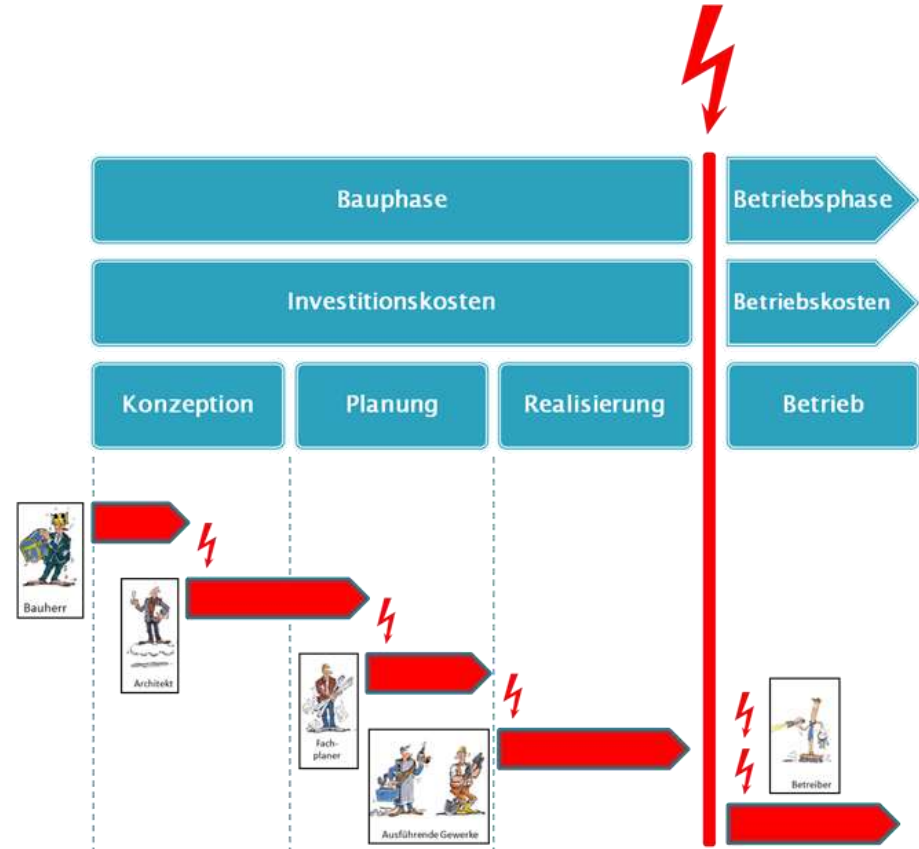 Bauphase
Betriebsphase
Investitionskosten
Betriebskosten
Konzeption
Planung
Realisierung
Betrieb
Bauherr
Architekt
Fach-
planer
Ausführende Gewerke
Betreiber